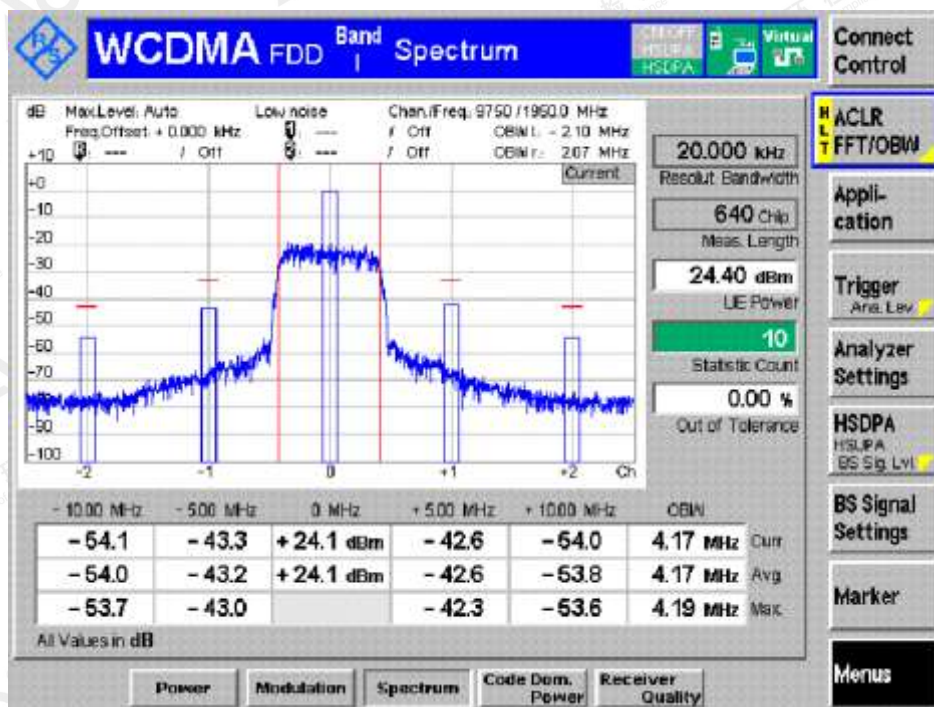 WCDMA FDD Band I Spectrum
HSDPA
Virtual
Connect Control
dB Max.Level: Auto Low noise Chan./Freq.: 9750 / 1950.0 MHz
Freq.Offset: + 0.000 kHz --- / Off OBW l.: - 2.10 MHz
--- / Off --- / Off OBW r.: 2.07 MHz
Current
+10
+0
-10
-20
-30
-40
-50
-60
-70
-90
-100
-2 -1 0 +1 +2 Ch
20.000 kHz
Resolut. Bandwidth
640 Chip
Meas. Length
24.40 dBm
UE Power
10
Statistic Count
0.00 %
Out of Tolerance
- 10.00 MHz - 5.00 MHz 0 MHz + 5.00 MHz + 10.00 MHz OBW
- 54.1 - 43.3 + 24.1 dBm - 42.6 - 54.0 4.17 MHz Curr.
- 54.0 - 43.2 + 24.1 dBm - 42.6 - 53.8 4.17 MHz Avg.
- 53.7 - 43.0 - 42.3 - 53.6 4.19 MHz Max.
All Values in dB
HLT
ACLR
FFT/OBW
Appli-
cation
Trigger
Ana. Lev.
Analyzer
Settings
HSDPA
HSUPA
BS Sig. Lvl.
BS Signal
Settings
Marker
Menus
Power Modulation Spectrum Code Dom. Power Receiver Quality